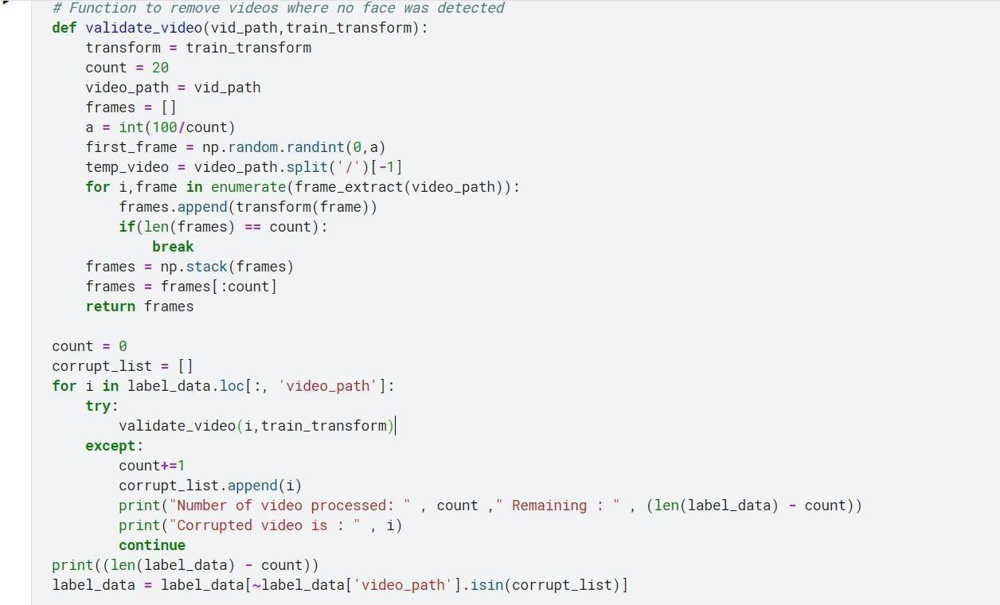 # Function to remove videos where no face was detected
def validate_video(vid_path,train_transform):
    transform = train_transform
    count = 20
    video_path = vid_path
    frames = []
    a = int(100/count)
    first_frame = np.random.randint(0,a)
    temp_video = video_path.split('/')[-1]
    for i,frame in enumerate(frame_extract(video_path)):
        frames.append(transform(frame))
        if(len(frames) == count):
            break
    frames = np.stack(frames)
    frames = frames[:count]
    return frames

count = 0
corrupt_list = []
for i in label_data.loc[:, 'video_path']:
    try:
        validate_video(i,train_transform)
    except:
        count+=1
        corrupt_list.append(i)
        print("Number of video processed: " , count ," Remaining : " , (len(label_data) - count))
        print("Corrupted video is : " , i)
        continue
print((len(label_data) - count))
label_data = label_data[~label_data['video_path'].isin(corrupt_list)]